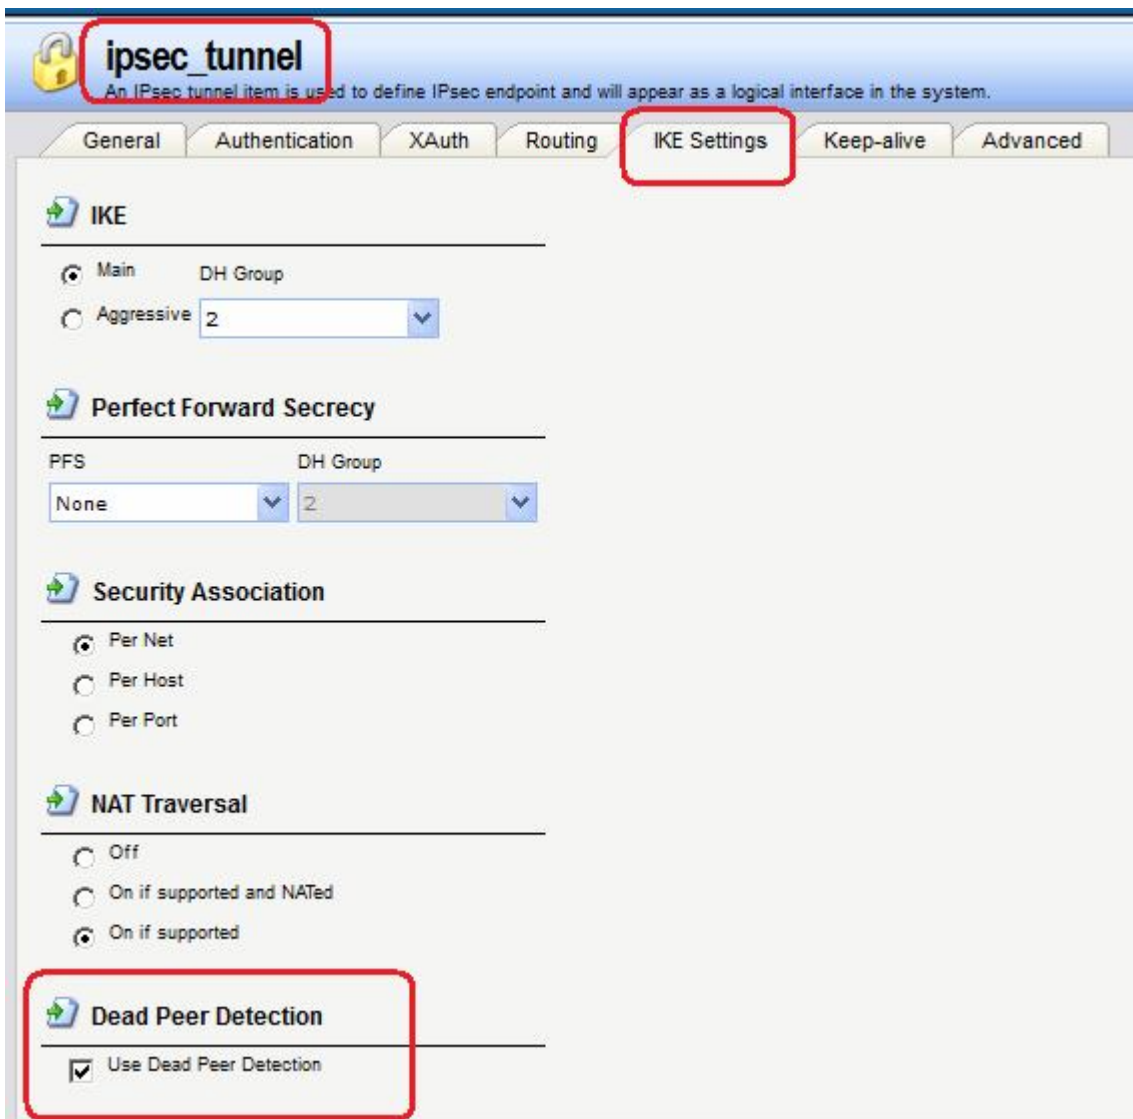 ipsec_tunnel
An IPsec tunnel item is used to define IPsec endpoint and will appear as a logical interface in the system.
General Authentication XAuth Routing IKE Settings Keep-alive Advanced
IKE
Main DH Group
Aggressive 2
Perfect Forward Secrecy
PFS DH Group
None 2
Security Association
Per Net
Per Host
Per Port
NAT Traversal
Off
On if supported and NATed
On if supported
Dead Peer Detection
Use Dead Peer Detection